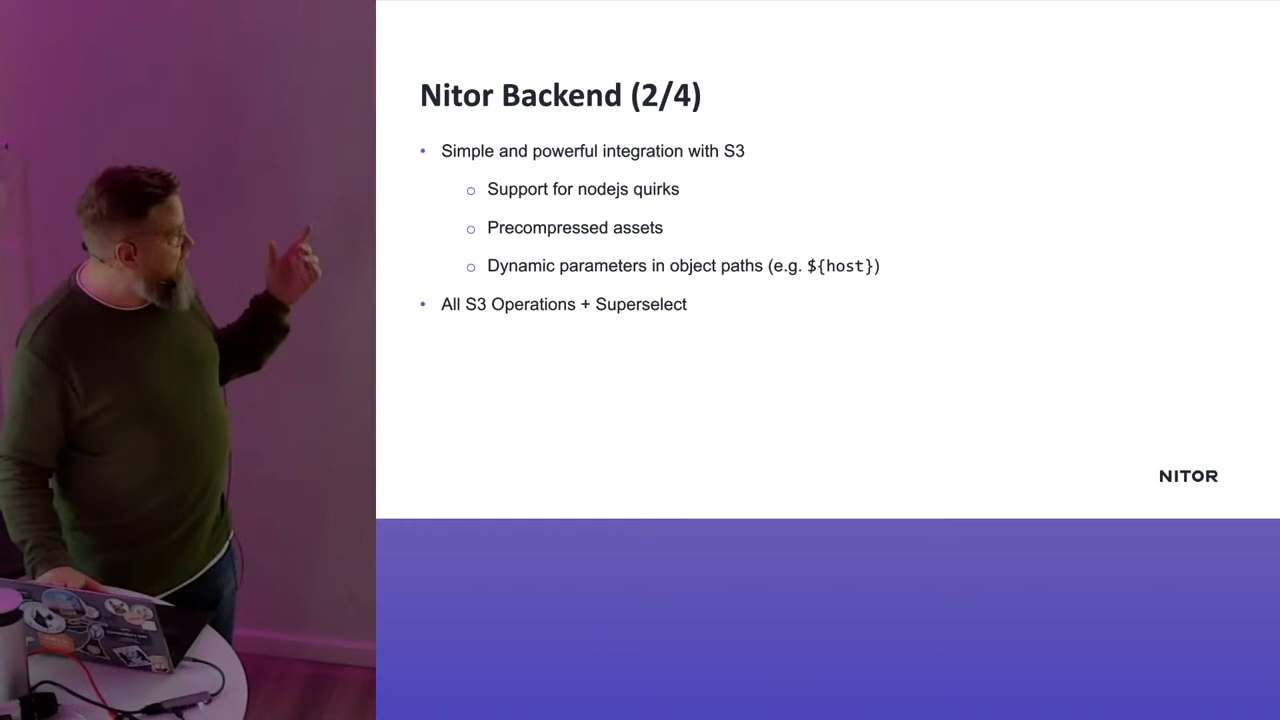 Nitor Backend (2/4)
• Simple and powerful integration with S3
o Support for nodejs quirks
o Precompressed assets
o Dynamic parameters in object paths (e.g. ${host})
• All S3 Operations + Superselect
NITOR